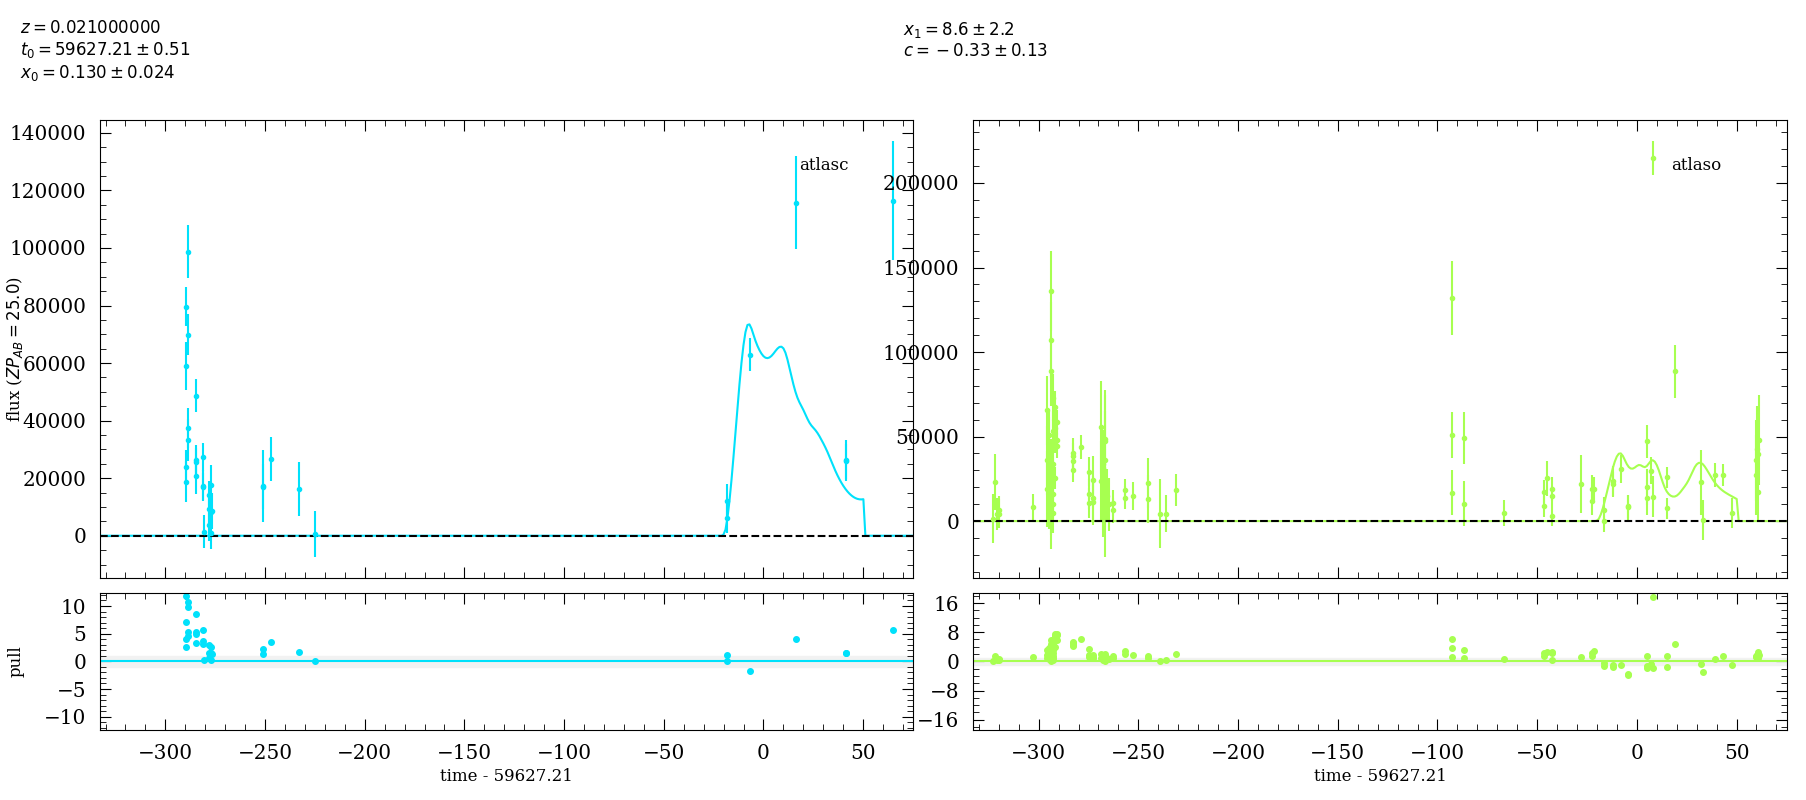 z = 0.021000000
t₀ = 59627.21 ± 0.51
x₀ = 0.130 ± 0.024
x₁ = 8.6 ± 2.2
c = −0.33 ± 0.13
flux (ZP_AB = 25.0)
140000
120000
100000
80000
60000
40000
20000
0
atlasc
200000
150000
100000
50000
0
atlaso
pull
10
5
0
−5
−10
−300 −250 −200 −150 −100 −50 0 50
time - 59627.21
16
8
0
−8
−16
−300 −250 −200 −150 −100 −50 0 50
time - 59627.21